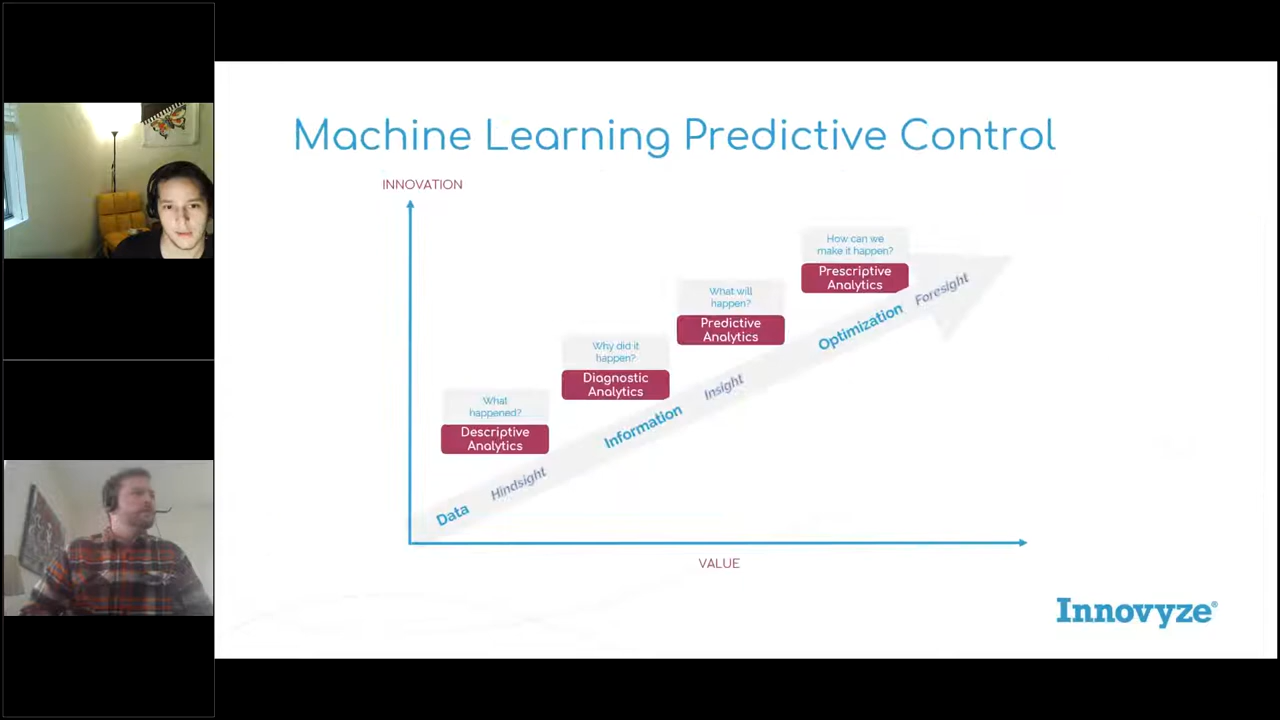 Machine Learning Predictive Control
INNOVATION
How can we
make it happen?
Prescriptive
Analytics
What will
happen?
Predictive
Analytics
Why did it
happen?
Diagnostic
Analytics
What
happened?
Descriptive
Analytics
Data
Hindsight
Information
Insight
Optimization
Foresight
VALUE
Innovyze®